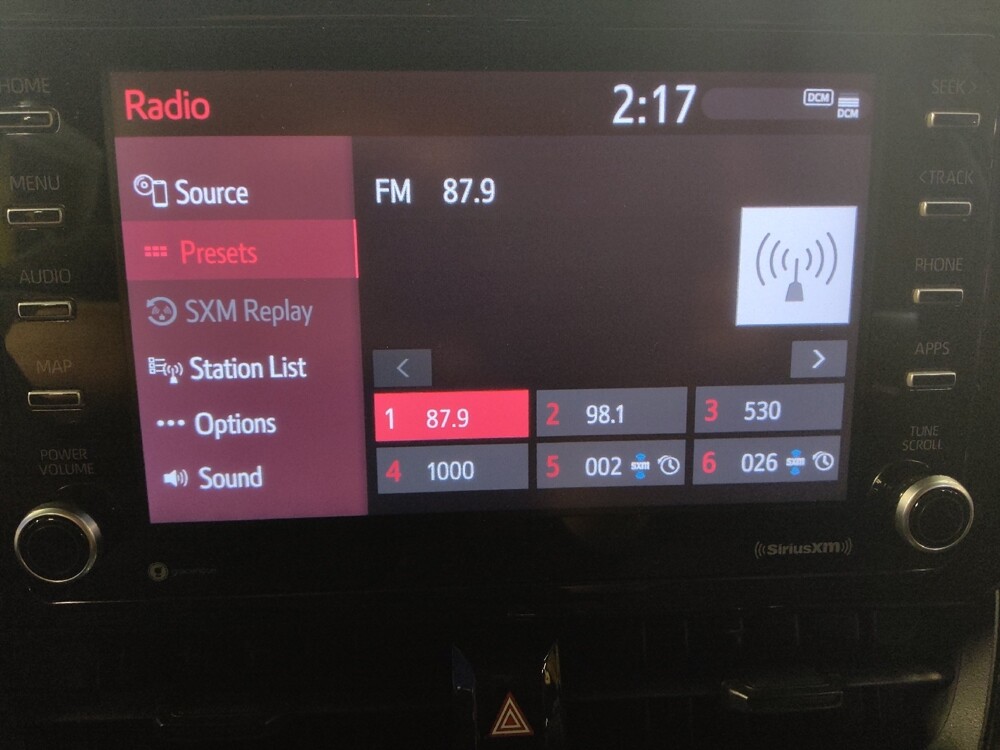 HOME
SEEK >
Radio
2:17
DCM
DCM
MENU
Source
FM 87.9
< TRACK
Presets
AUDIO
SXM Replay
PHONE
MAP
Station List
< >
APPS
1 87.9
2 98.1
3 530
Options
POWER
VOLUME
TUNE
SCROLL
4 1000
5 002 SXM
6 026 SXM
Sound
SiriusXM